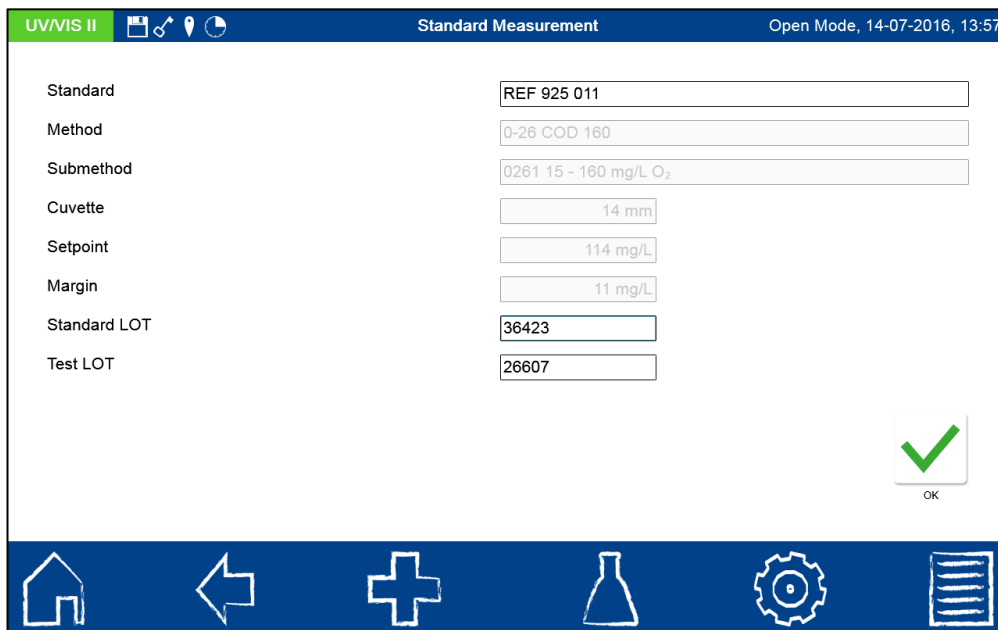 UV/VIS II Standard Measurement Open Mode, 14-07-2016, 13:57
Standard REF 925 011
Method 0-26 COD 160
Submethod 0261 15 - 160 mg/L O₂
Cuvette 14 mm
Setpoint 114 mg/L
Margin 11 mg/L
Standard LOT 36423
Test LOT 26607
OK